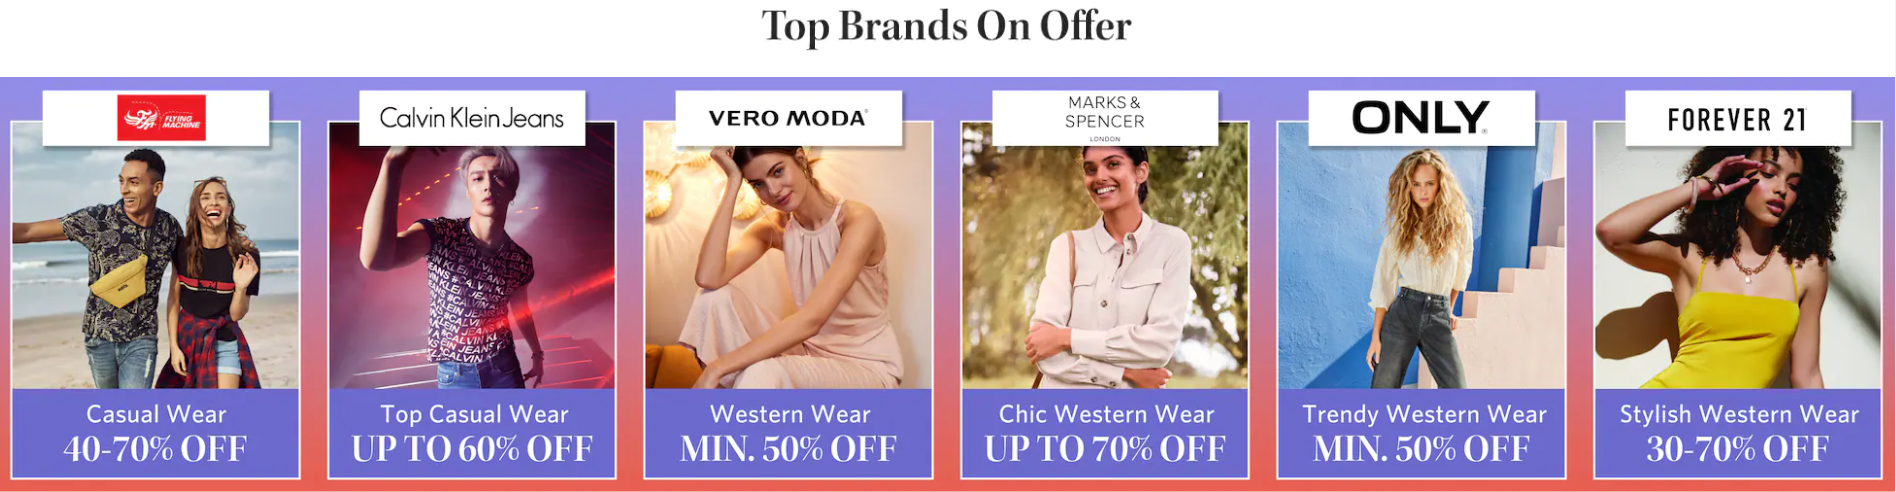 Top Brands On Offer
FLYING
MACHINE
Casual Wear
40-70% OFF
Calvin Klein Jeans
Top Casual Wear
UP TO 60% OFF
VERO MODA®
Western Wear
MIN. 50% OFF
MARKS &
SPENCER
LONDON
Chic Western Wear
UP TO 70% OFF
ONLY®
Trendy Western Wear
MIN. 50% OFF
FOREVER 21
Stylish Western Wear
30-70% OFF